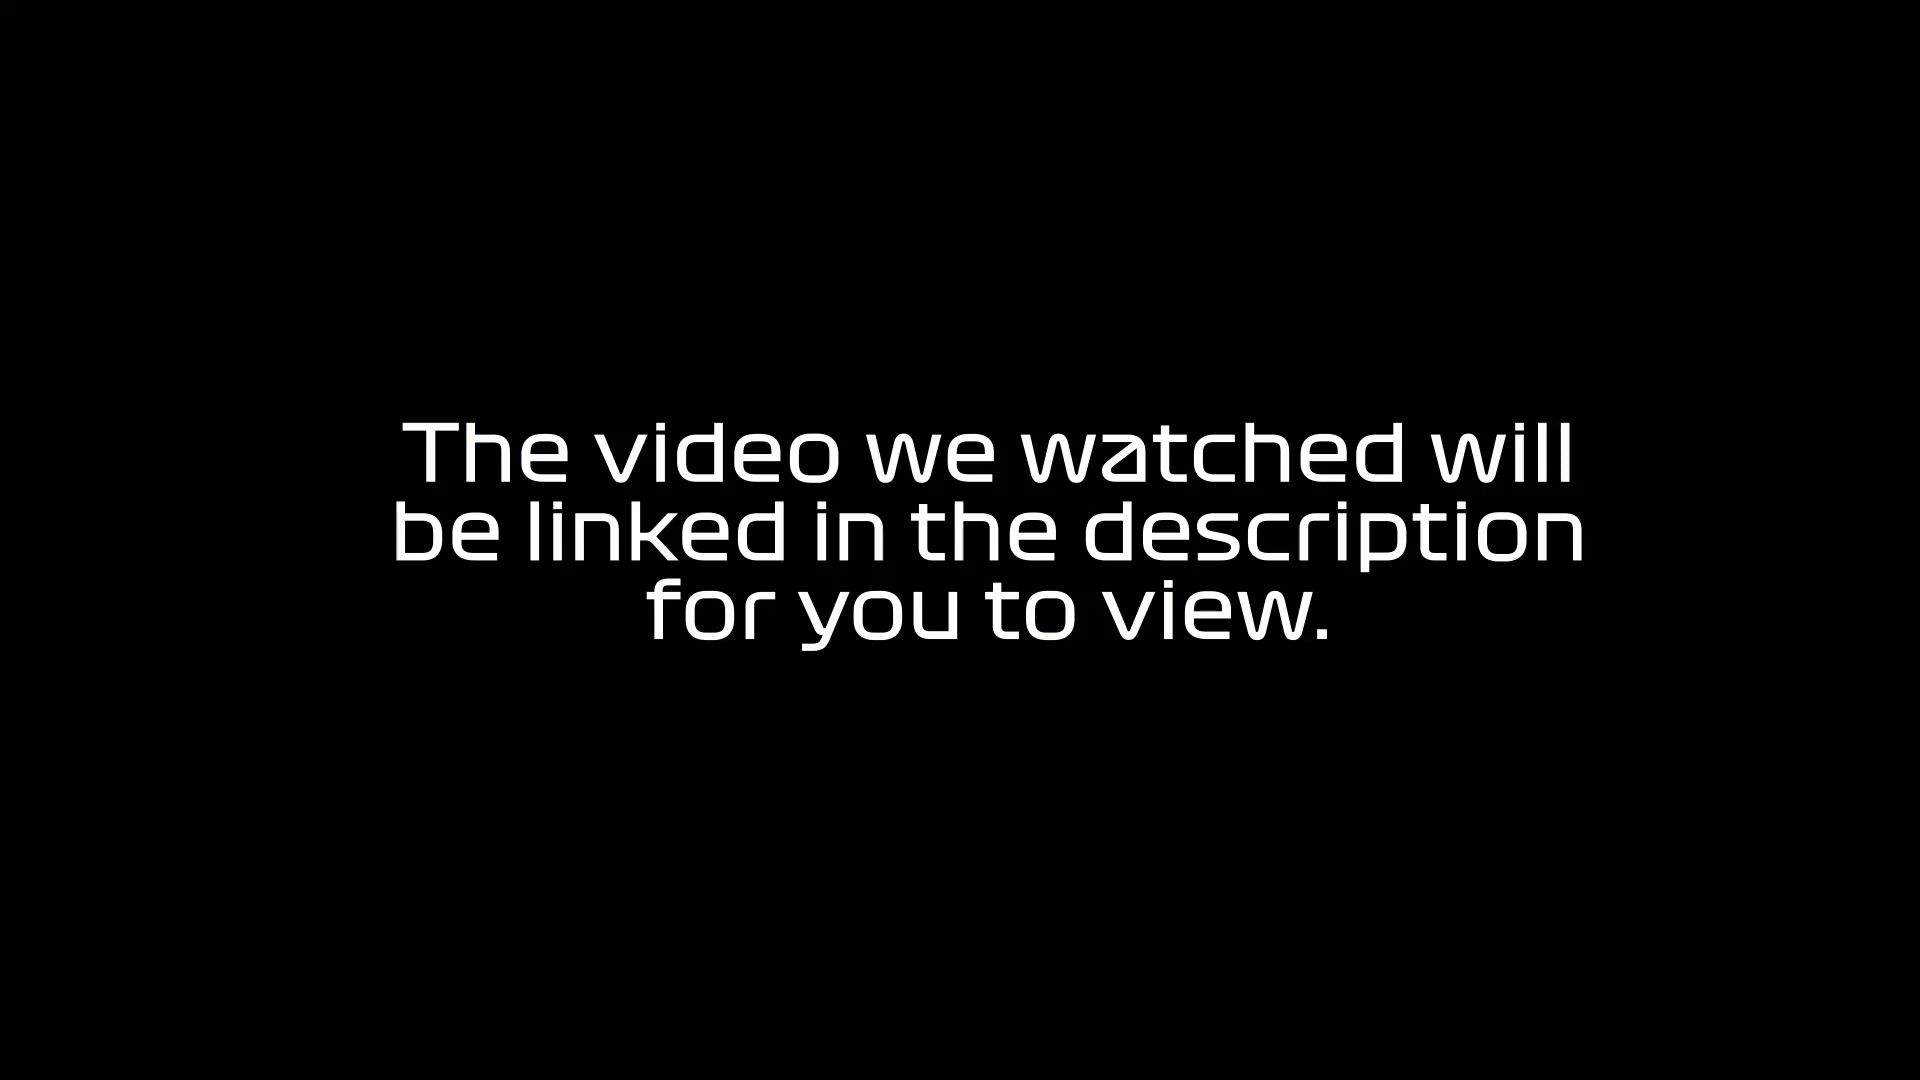 The video we watched will
be linked in the description
for you to view.